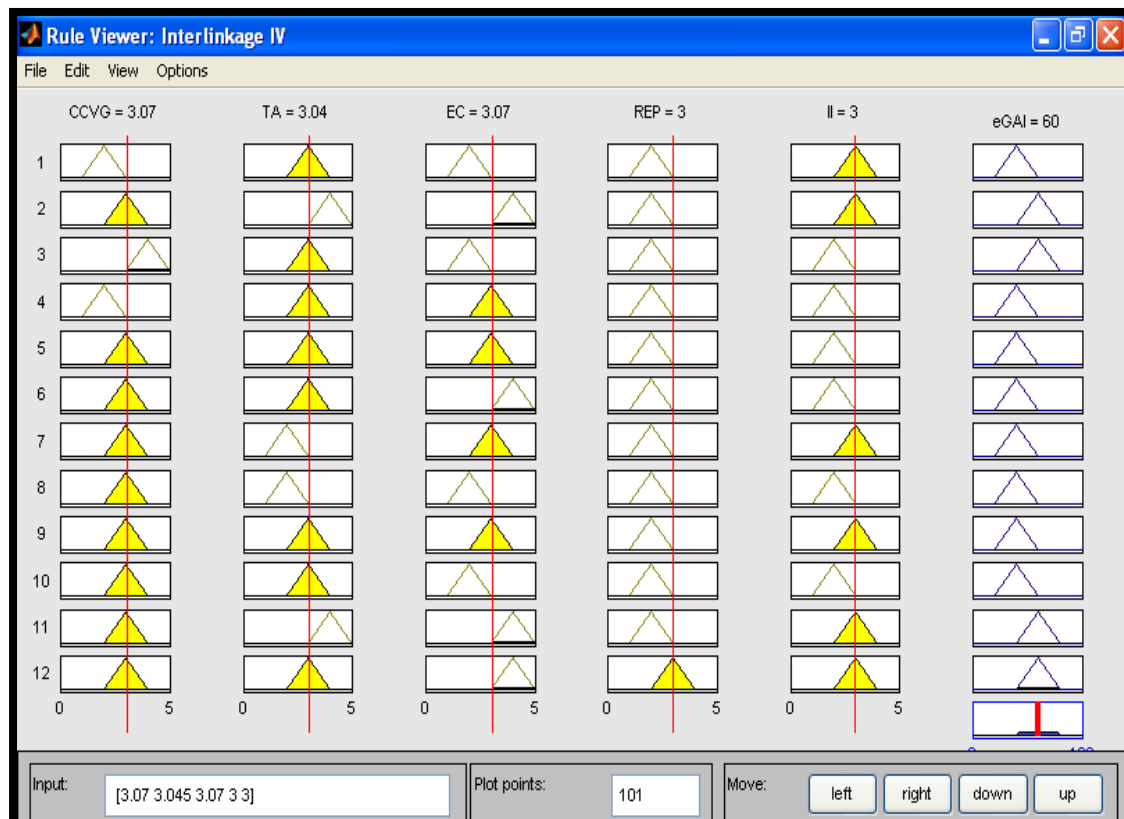 Rule Viewer: Interlinkage IV
File Edit View Options
CCVG = 3.07 TA = 3.04 EC = 3.07 REP = 3 II = 3 eGAI = 60
1
2
3
4
5
6
7
8
9
10
11
12
0 5 0 5 0 5 0 5 0 5
Input: [3.07 3.045 3.07 3 3] Plot points: 101 Move: left right down up